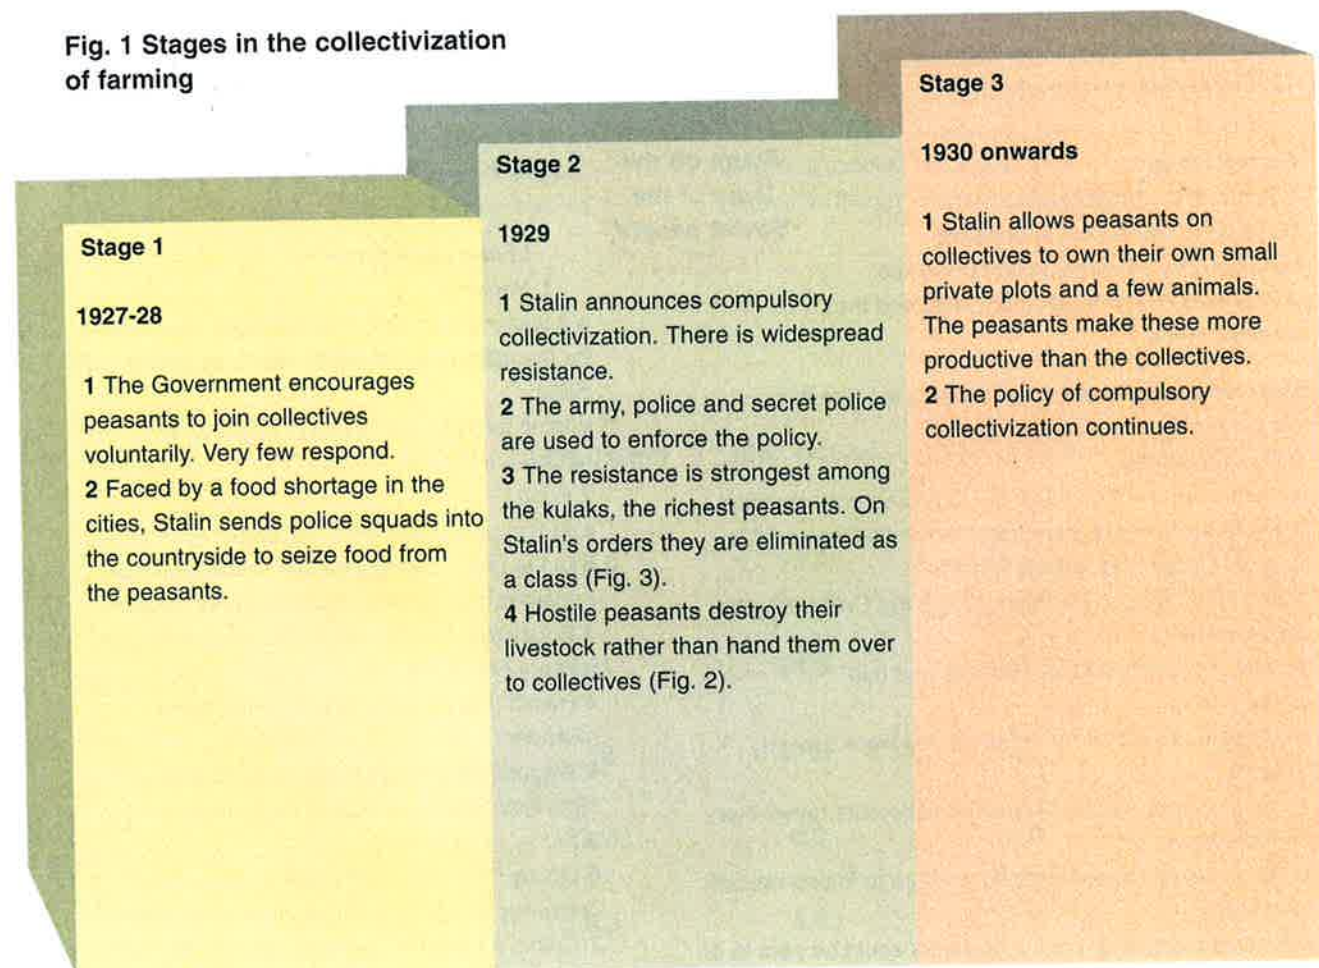 Fig. 1 Stages in the collectivization
of farming
Stage 1
1927-28
1 The Government encourages
peasants to join collectives
voluntarily. Very few respond.
2 Faced by a food shortage in the
cities, Stalin sends police squads into
the countryside to seize food from
the peasants.
Stage 2
1929
1 Stalin announces compulsory
collectivization. There is widespread
resistance.
2 The army, police and secret police
are used to enforce the policy.
3 The resistance is strongest among
the kulaks, the richest peasants. On
Stalin's orders they are eliminated as
a class (Fig. 3).
4 Hostile peasants destroy their
livestock rather than hand them over
to collectives (Fig. 2).
Stage 3
1930 onwards
1 Stalin allows peasants on
collectives to own their own small
private plots and a few animals.
The peasants make these more
productive than the collectives.
2 The policy of compulsory
collectivization continues.